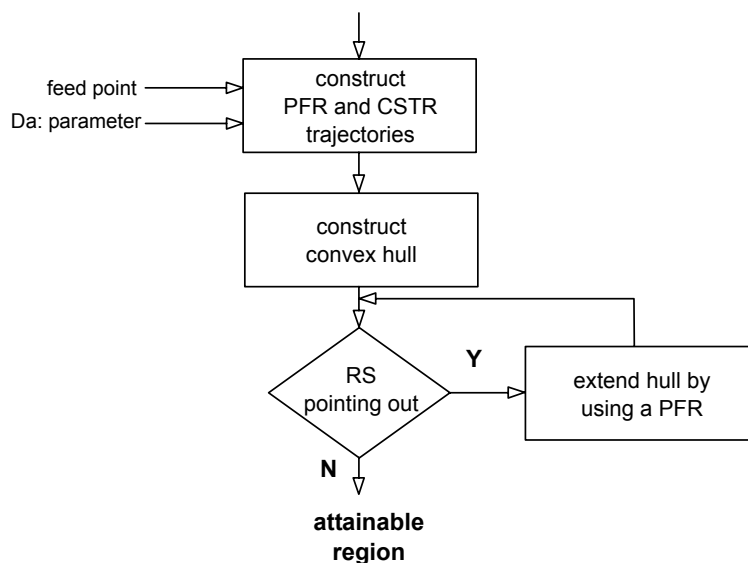 feed point
Da: parameter
construct
PFR and CSTR
trajectories
construct
convex hull
RS
pointing out
Y
extend hull by
using a PFR
N
attainable
region